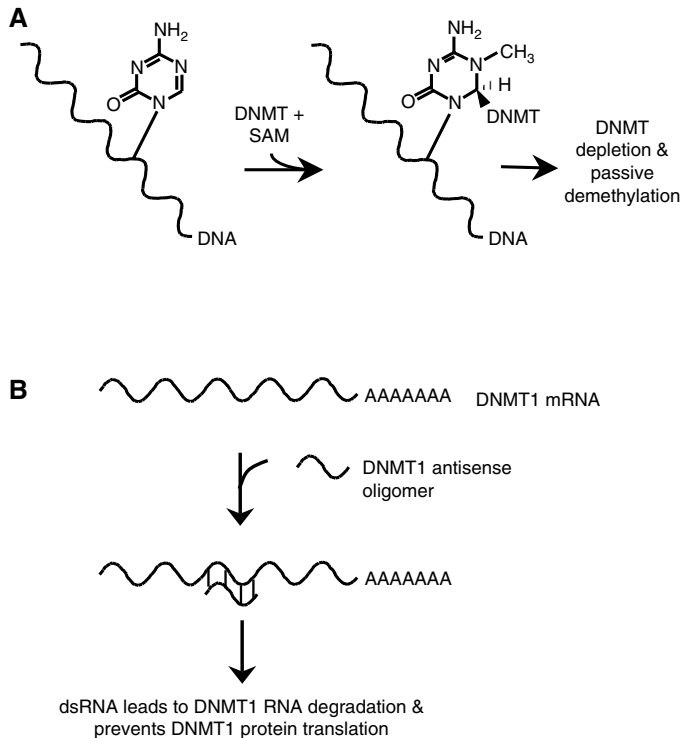 A
NH2
N
N
O
N
DNA
DNMT +
SAM
NH2
N
N
CH3
H
O
N
DNMT
DNA
DNMT
depletion &
passive
demethylation
B
AAAAAAA
DNMT1 mRNA
DNMT1 antisense
oligomer
AAAAAAA
dsRNA leads to DNMT1 RNA degradation &
prevents DNMT1 protein translation